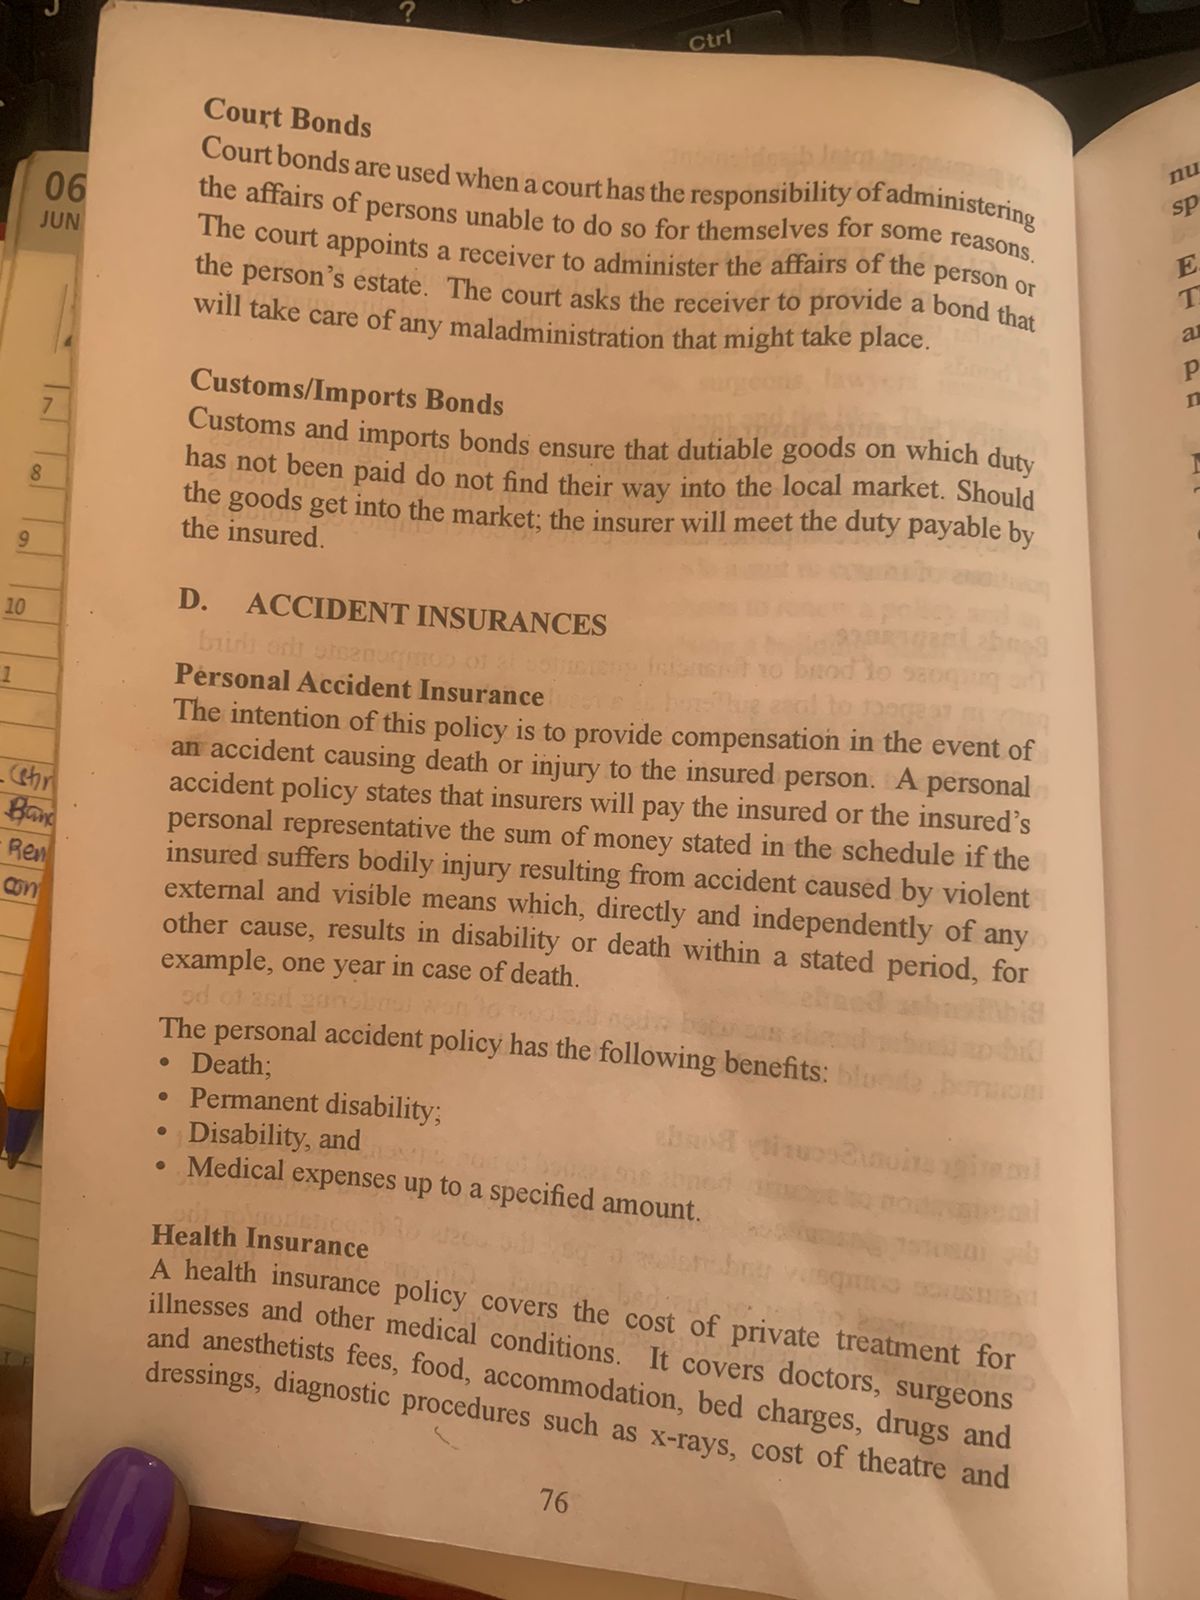 ?
Ctrl
Court Bonds
Court bonds are used when a court has the responsibility of administering
the affairs of persons unable to do so for themselves for some reasons.
The court appoints a receiver to administer the affairs of the person or
the person's estate. The court asks the receiver to provide a bond that
will take care of any maladministration that might take place.
Customs/Imports Bonds
Customs and imports bonds ensure that dutiable goods on which duty
has not been paid do not find their way into the local market. Should
the goods get into the market; the insurer will meet the duty payable by
the insured.
D. ACCIDENT INSURANCES
Personal Accident Insurance
The intention of this policy is to provide compensation in the event of
an accident causing death or injury to the insured person. A personal
accident policy states that insurers will pay the insured or the insured's
personal representative the sum of money stated in the schedule if the
insured suffers bodily injury resulting from accident caused by violent
external and visible means which, directly and independently of any
other cause, results in disability or death within a stated period, for
example, one year in case of death.
The personal accident policy has the following benefits:
• Death;
• Permanent disability;
• Disability, and
• Medical expenses up to a specified amount.
Health Insurance
A health insurance policy covers the cost of private treatment for
illnesses and other medical conditions. It covers doctors, surgeons
and anesthetists fees, food, accommodation, bed charges, drugs and
dressings, diagnostic procedures such as x-rays, cost of theatre and
76
06
JUN
7
8
9
10
Ren
nu
sp